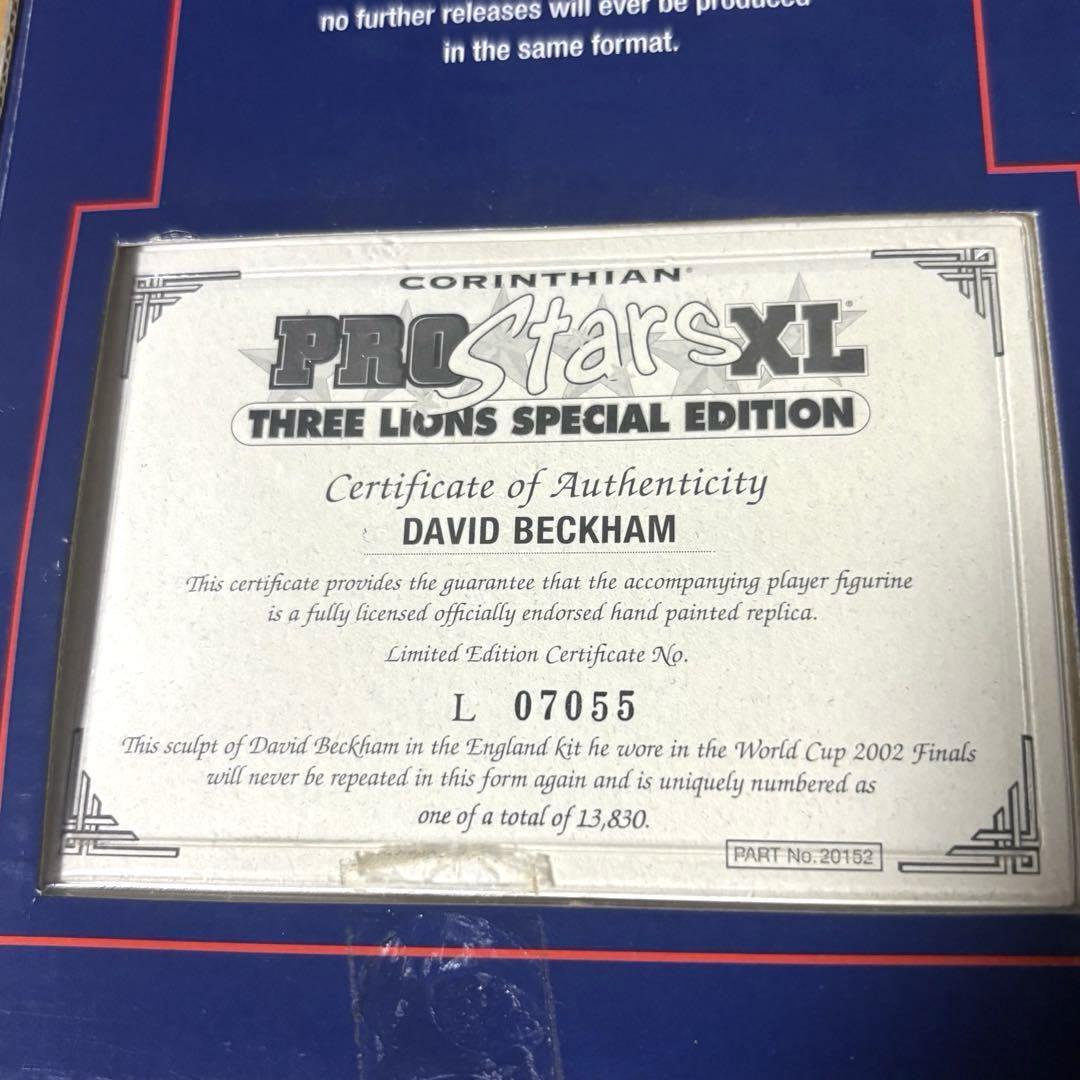 no further releases will ever be produced
in the same format.
CORINTHIAN®
PROStarsXL®
THREE LIONS SPECIAL EDITION
Certificate of Authenticity
DAVID BECKHAM
This certificate provides the guarantee that the accompanying player figurine
is a fully licensed officially endorsed hand painted replica.
Limited Edition Certificate No.
L 07055
This sculpt of David Beckham in the England kit he wore in the World Cup 2002 Finals
will never be repeated in this form again and is uniquely numbered as
one of a total of 13,830.
PART No. 20152